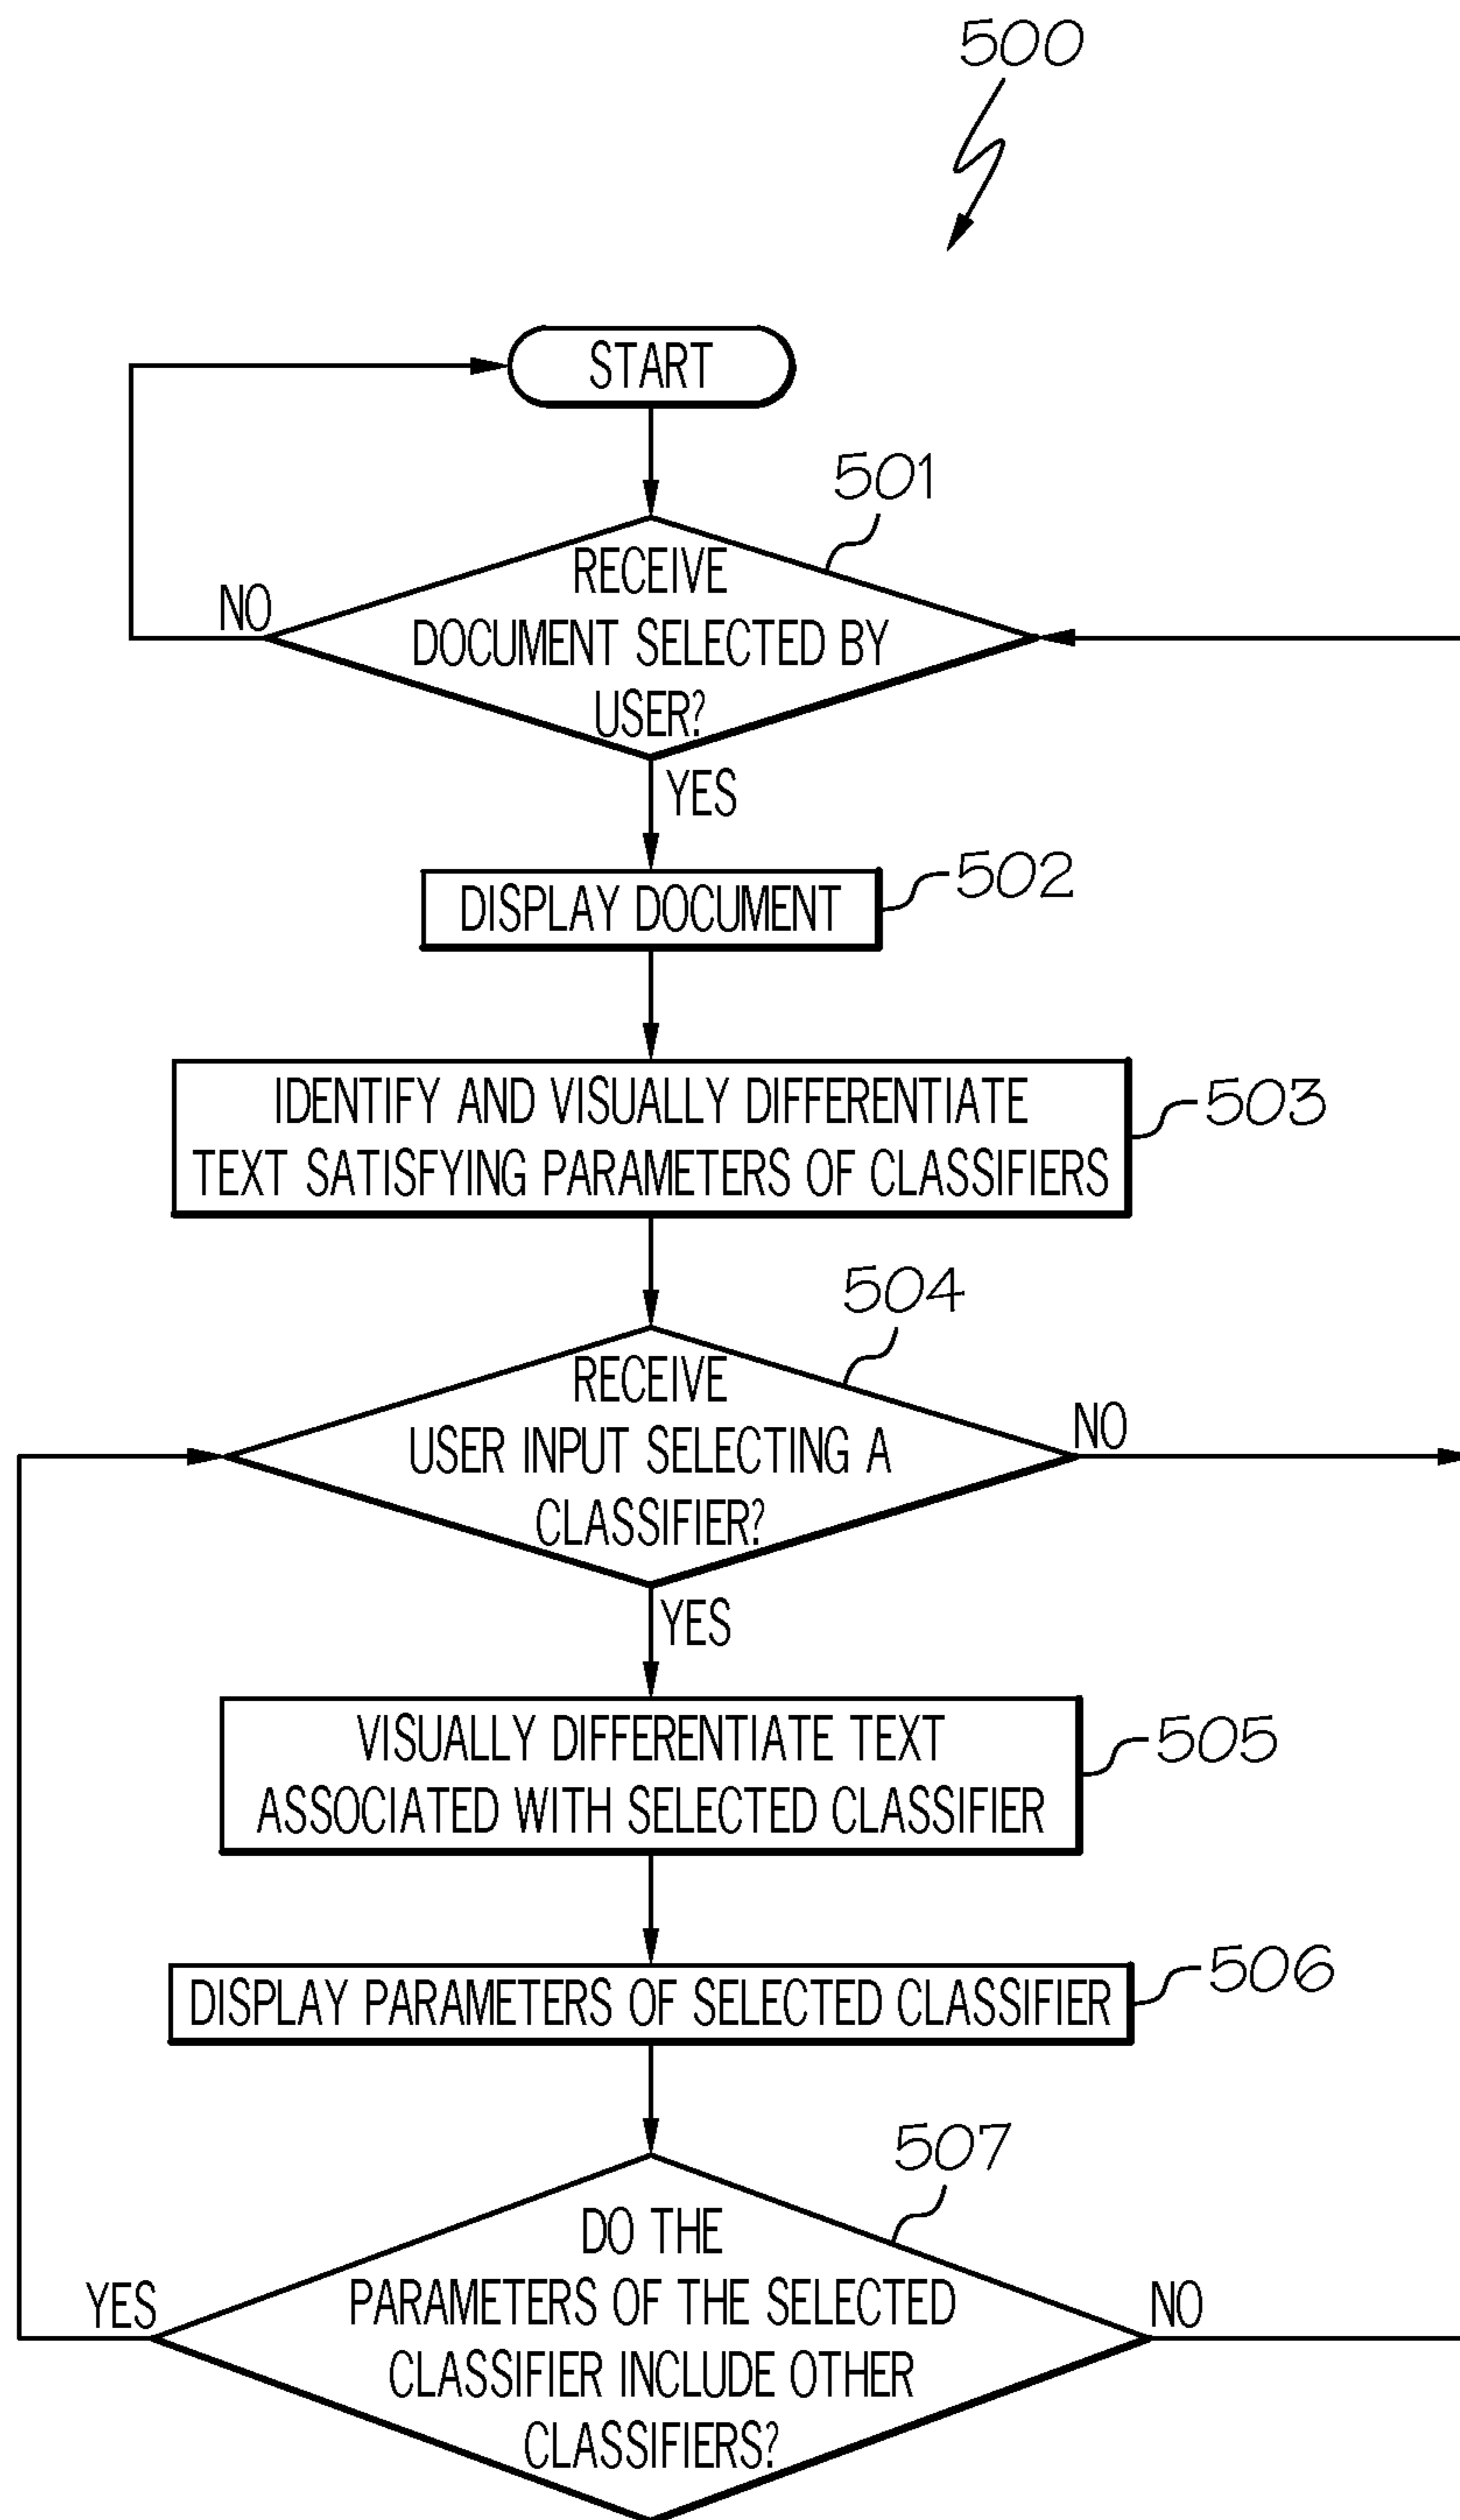 500
START
501
RECEIVE
DOCUMENT SELECTED BY
USER?
NO
YES
DISPLAY DOCUMENT
502
IDENTIFY AND VISUALLY DIFFERENTIATE
TEXT SATISFYING PARAMETERS OF CLASSIFIERS
503
504
RECEIVE
USER INPUT SELECTING A
CLASSIFIER?
NO
YES
VISUALLY DIFFERENTIATE TEXT
ASSOCIATED WITH SELECTED CLASSIFIER
505
DISPLAY PARAMETERS OF SELECTED CLASSIFIER
506
507
DO THE
PARAMETERS OF THE SELECTED
CLASSIFIER INCLUDE OTHER
CLASSIFIERS?
YES
NO